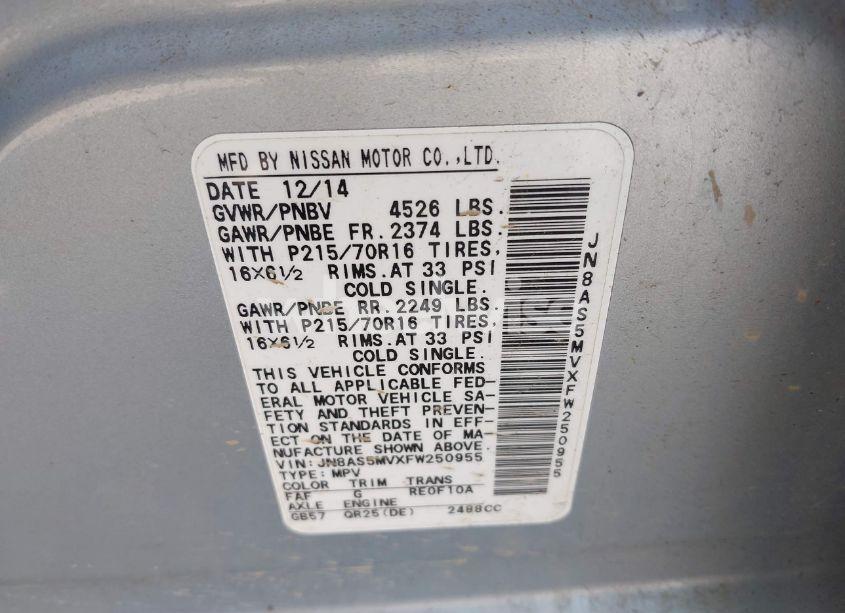 MFD BY NISSAN MOTOR CO.,LTD.
DATE 12/14
GVWR/PNBV 4526 LBS.
GAWR/PNBE FR. 2374 LBS.
WITH P215/70R16 TIRES,
16×6½ RIMS.AT 33 PSI
COLD SINGLE.
GAWR/PNBE RR. 2249 LBS.
WITH P215/70R16 TIRES,
16×6½ RIMS.AT 33 PSI
COLD SINGLE.
THIS VEHICLE CONFORMS
TO ALL APPLICABLE FED-
ERAL MOTOR VEHICLE SA-
FETY AND THEFT PREVEN-
TION STANDARDS IN EFF-
ECT ON THE DATE OF MA-
NUFACTURE SHOWN ABOVE.
VIN: JN8AS5MVXFW250955
TYPE: MPV
COLOR TRIM TRANS
FAF G RE0F10A
AXLE ENGINE
GB57 QR25(DE) 2488CC
JN8AS5MVXFW250955